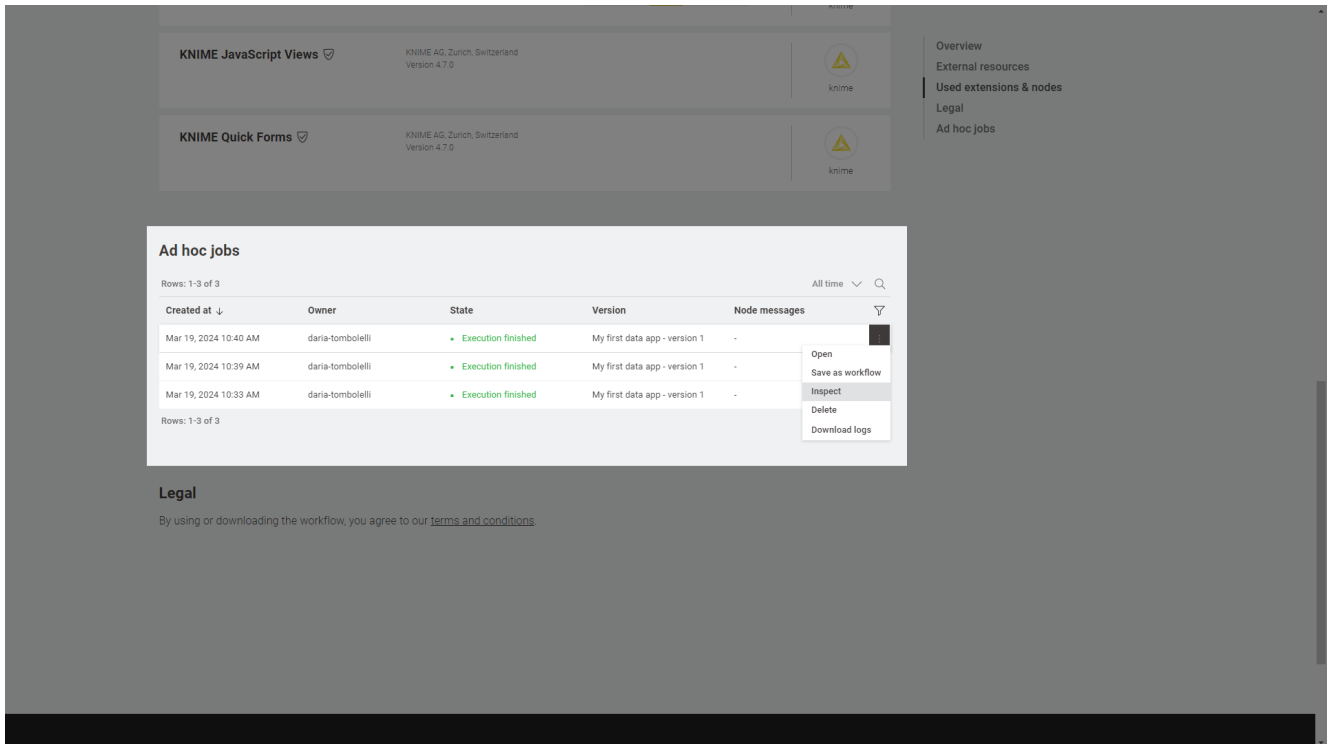 knime
KNIME JavaScript Views
KNIME AG, Zurich, Switzerland
Version 4.7.0
knime
KNIME Quick Forms
KNIME AG, Zurich, Switzerland
Version 4.7.0
knime
Overview
External resources
Used extensions & nodes
Legal
Ad hoc jobs
Ad hoc jobs
Rows: 1-3 of 3 All time
Created at ↓ Owner State Version Node messages
Mar 19, 2024 10:40 AM daria-tombolelli Execution finished My first data app - version 1 -
Mar 19, 2024 10:39 AM daria-tombolelli Execution finished My first data app - version 1 -
Mar 19, 2024 10:33 AM daria-tombolelli Execution finished My first data app - version 1 -
Rows: 1-3 of 3
Open
Save as workflow
Inspect
Delete
Download logs
Legal
By using or downloading the workflow, you agree to our terms and conditions.